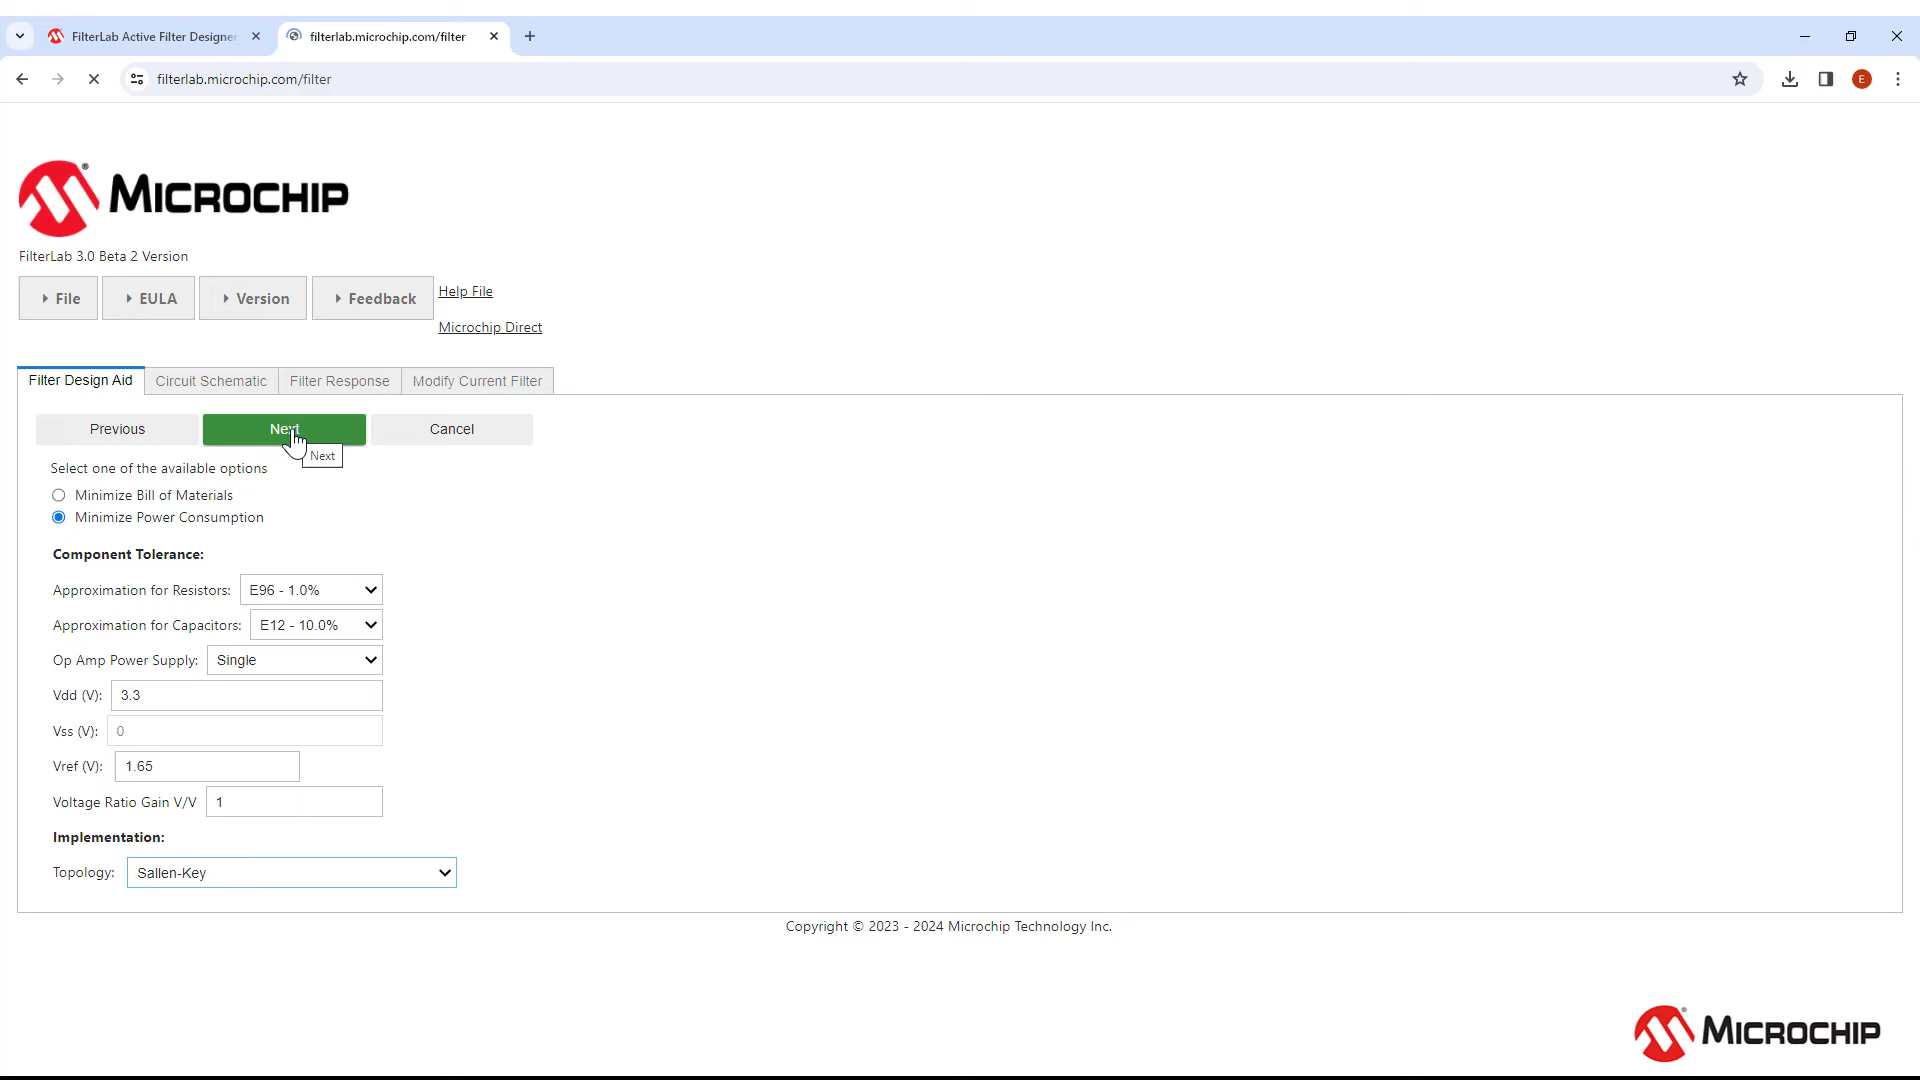 FilterLab Active Filter Designer
filterlab.microchip.com/filter
filterlab.microchip.com/filter
E
MICROCHIP
FilterLab 3.0 Beta 2 Version
File
EULA
Version
Feedback
Help File
Microchip Direct
Filter Design Aid
Circuit Schematic
Filter Response
Modify Current Filter
Previous
Next
Cancel
Next
Select one of the available options
Minimize Bill of Materials
Minimize Power Consumption
Component Tolerance:
Approximation for Resistors: E96 - 1.0%
Approximation for Capacitors: E12 - 10.0%
Op Amp Power Supply: Single
Vdd (V): 3.3
Vss (V): 0
Vref (V): 1.65
Voltage Ratio Gain V/V 1
Implementation:
Topology: Sallen-Key
Copyright © 2023 - 2024 Microchip Technology Inc.
MICROCHIP